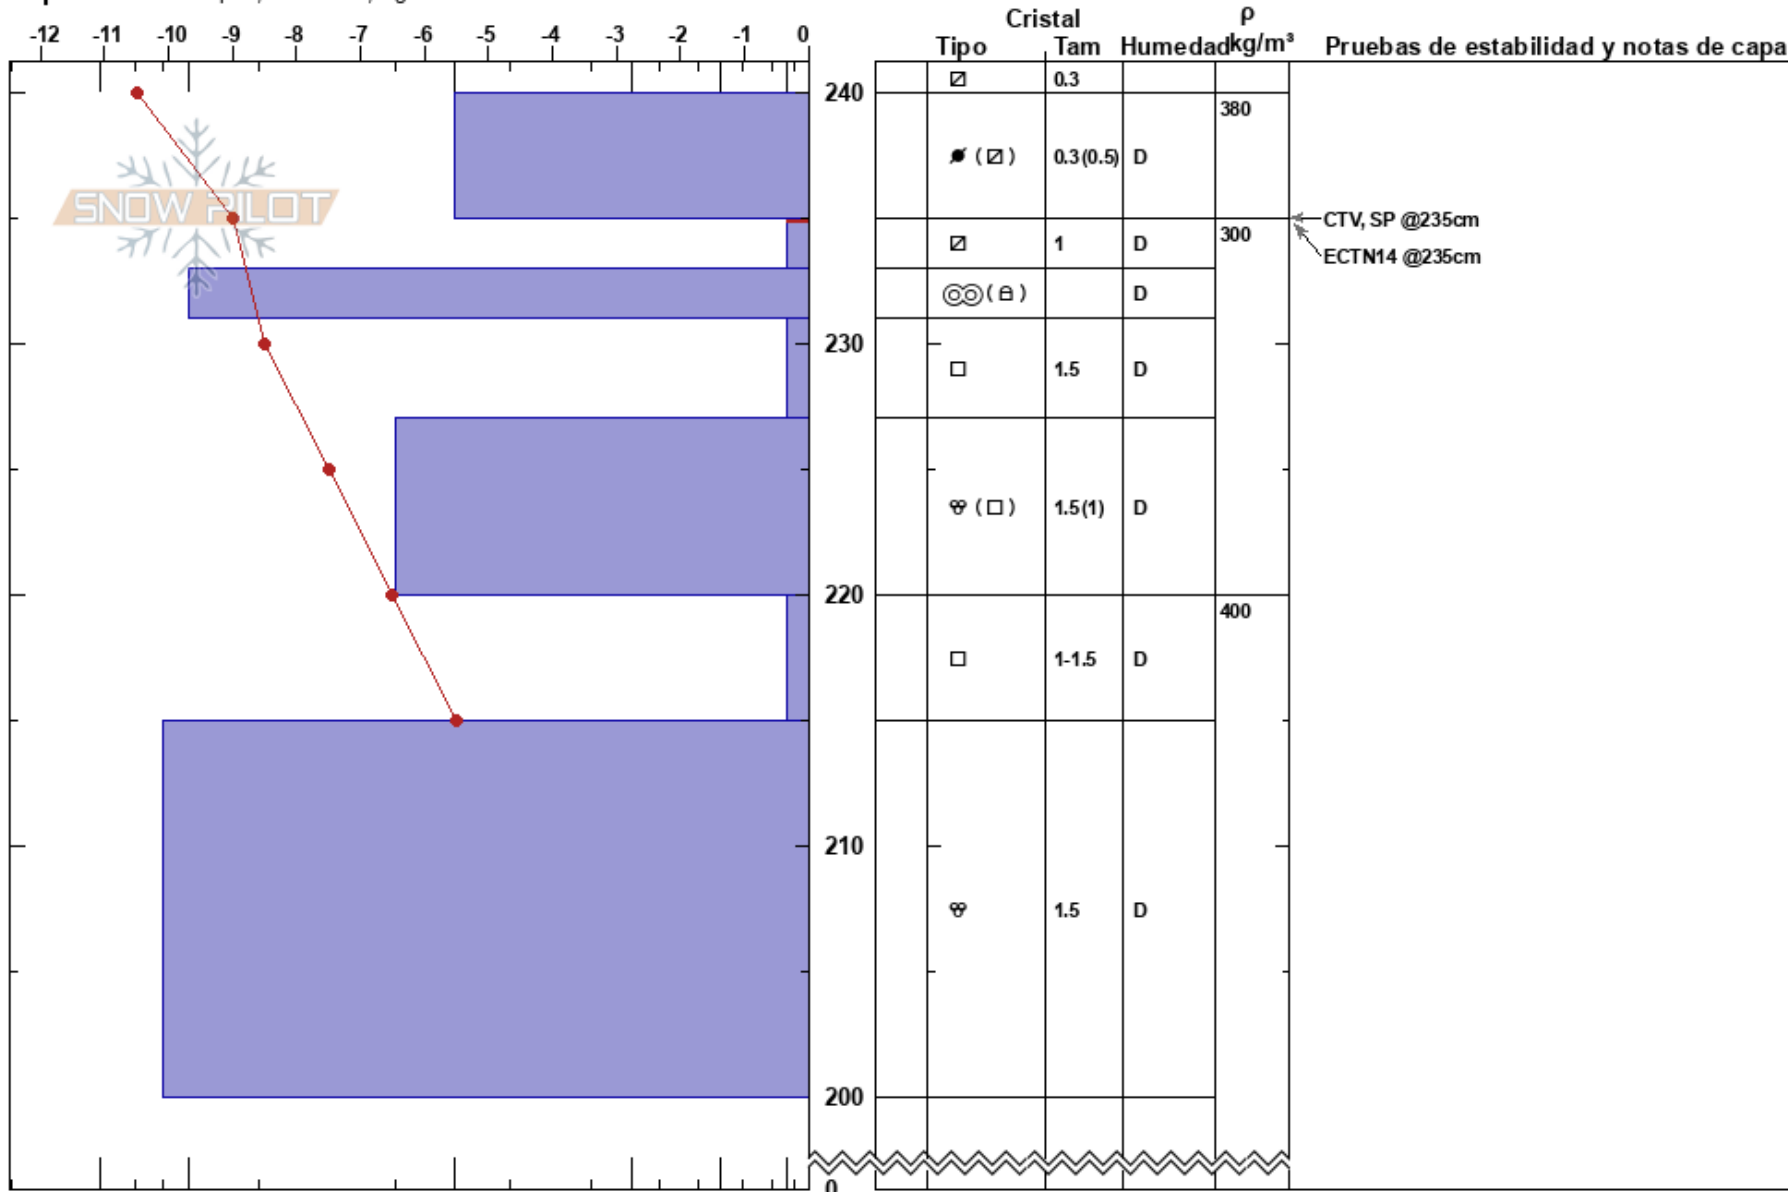 -12 -11 -10 -9 -8 -7 -6 -5 -4 -3 -2 -1 0
Cristal ρ
Tipo Tam Humedad kg/m³ Pruebas de estabilidad y notas de capa
0.3
240
380
0.3(0.5) D
SNOW PILOT
CTV, SP @235cm
300
1 D
ECTN14 @235cm
D
230
1.5 D
1.5(1) D
220
400
1-1.5 D
210
1.5 D
200
0